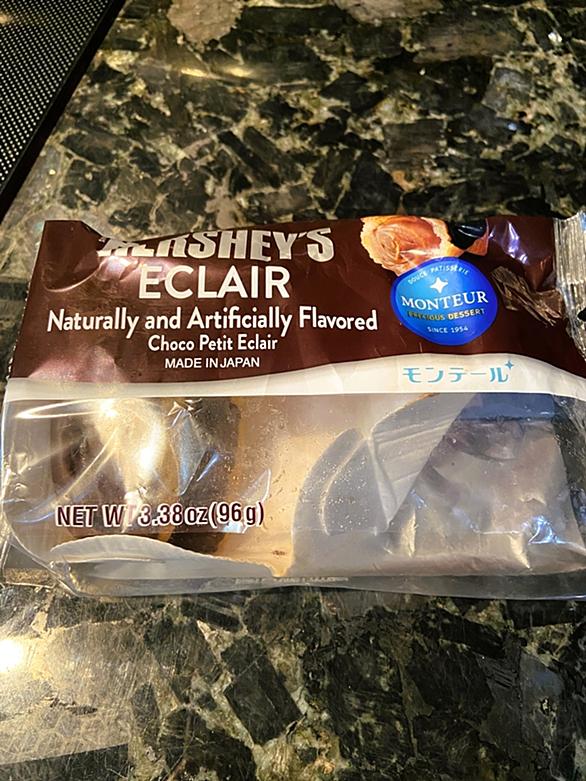 HERSHEY'S
ECLAIR
Naturally and Artificially Flavored
Choco Petit Eclair
MADE IN JAPAN
DOUCE PATISSERIE
MONTEUR
PRECIOUS DESSERT
SINCE 1954
モンテール
NET WT 3.38oz(96g)